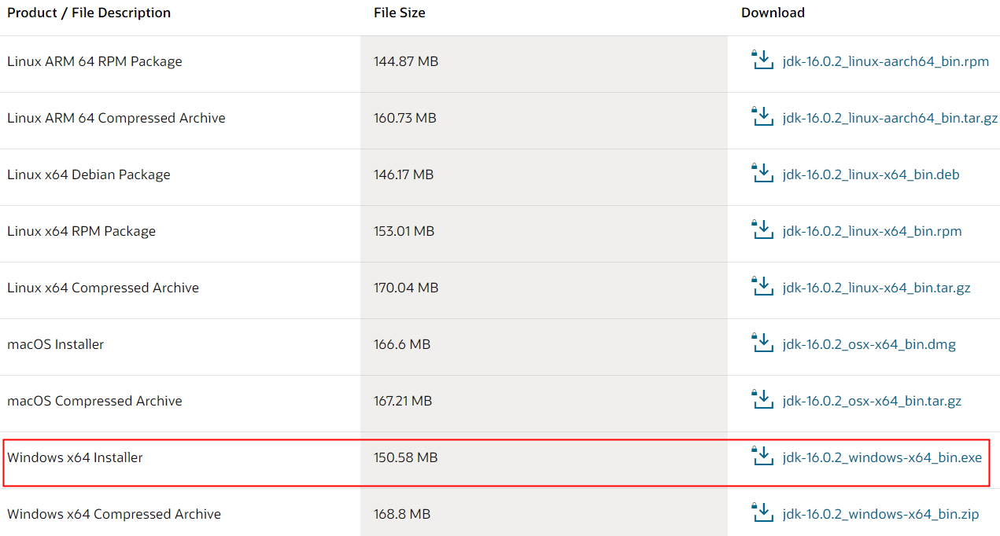 Product / File Description File Size Download
Linux ARM 64 RPM Package 144.87 MB jdk-16.0.2_linux-aarch64_bin.rpm
Linux ARM 64 Compressed Archive 160.73 MB jdk-16.0.2_linux-aarch64_bin.tar.gz
Linux x64 Debian Package 146.17 MB jdk-16.0.2_linux-x64_bin.deb
Linux x64 RPM Package 153.01 MB jdk-16.0.2_linux-x64_bin.rpm
Linux x64 Compressed Archive 170.04 MB jdk-16.0.2_linux-x64_bin.tar.gz
macOS Installer 166.6 MB jdk-16.0.2_osx-x64_bin.dmg
macOS Compressed Archive 167.21 MB jdk-16.0.2_osx-x64_bin.tar.gz
Windows x64 Installer 150.58 MB jdk-16.0.2_windows-x64_bin.exe
Windows x64 Compressed Archive 168.8 MB jdk-16.0.2_windows-x64_bin.zip